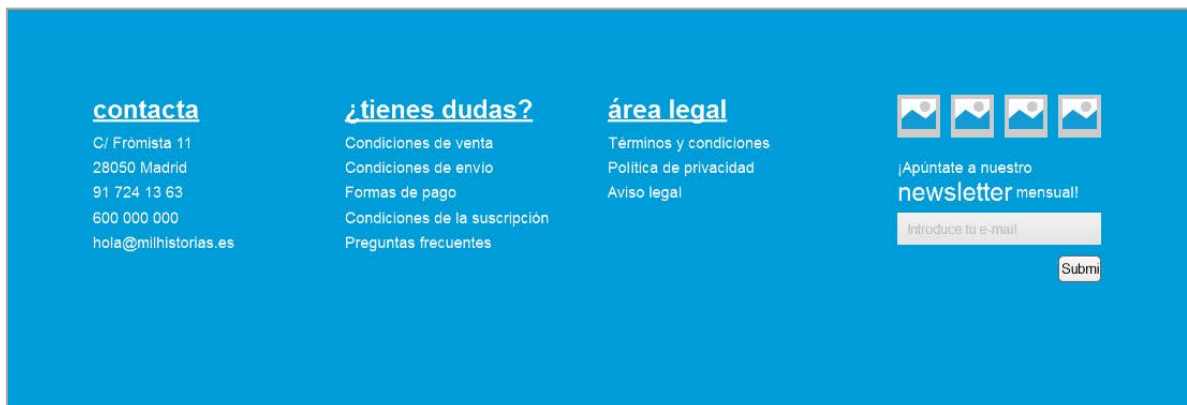 contacta
C/ Frómista 11
28050 Madrid
91 724 13 63
600 000 000
hola@milhistorias.es
¿tienes dudas?
Condiciones de venta
Condiciones de envío
Formas de pago
Condiciones de la suscripción
Preguntas frecuentes
área legal
Términos y condiciones
Política de privacidad
Aviso legal
¡Apúntate a nuestro
newsletter mensual!
Introduce tu e-mail
Submi